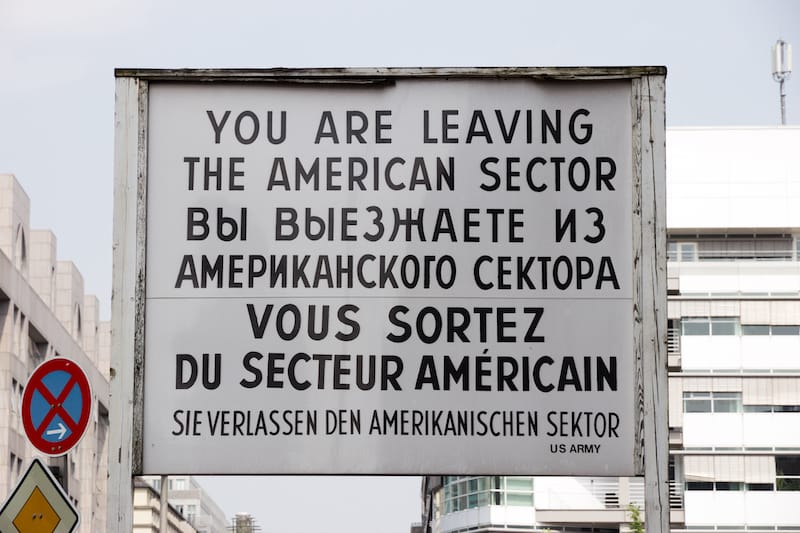 YOU ARE LEAVING
THE AMERICAN SECTOR
ВЫ ВЫЕЗЖАЕТЕ ИЗ
АМЕРИКАНСКОГО СЕКТОРА
VOUS SORTEZ
DU SECTEUR AMÉRICAIN
SIE VERLASSEN DEN AMERIKANISCHEN SEKTOR
US ARMY